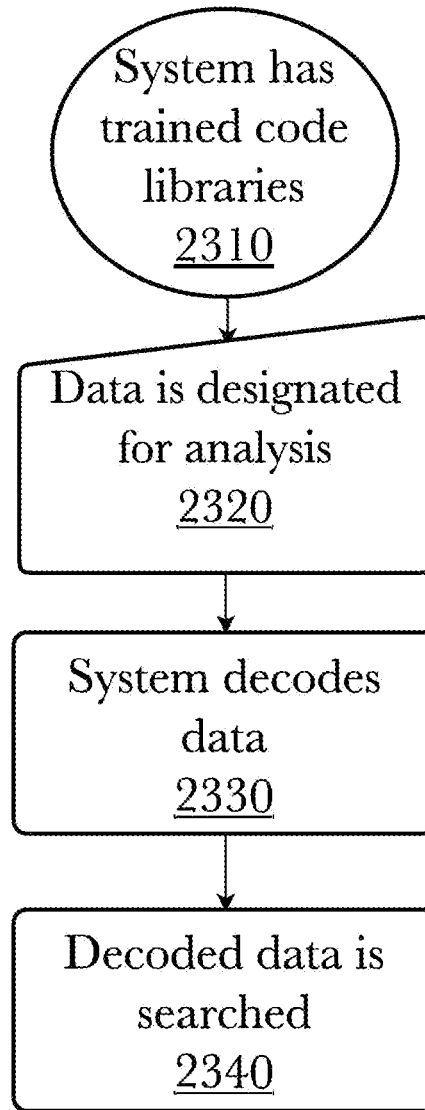 System has
trained code
libraries
2310
Data is designated
for analysis
2320
System decodes
data
2330
Decoded data is
searched
2340